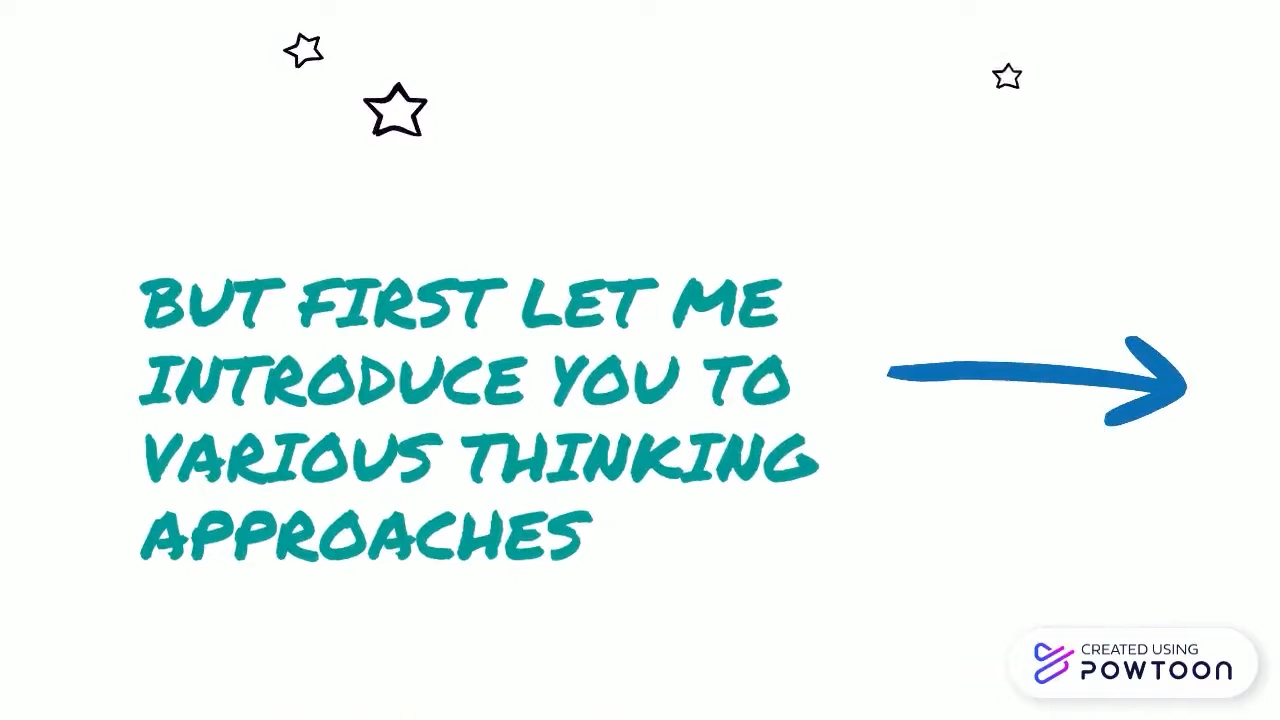 BUT FIRST LET ME
INTRODUCE YOU TO
VARIOUS THINKING
APPROACHES
CREATED USING
POWTOON